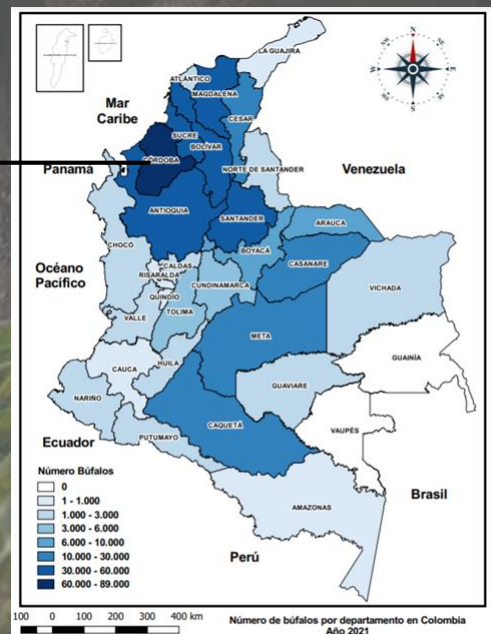 LA GUAJIRA
ATLÁNTICO
MAGDALENA
Mar
Caribe
CESAR
SUCRE
BOLIVAR
CÓRDOBA
NORTE DE SANTANDER
Panamá
Venezuela
ANTIOQUIA
SANTANDER
ARAUCA
CHOCÓ
BOYACÁ
CASANARE
Océano
Pacífico
CALDAS
RISARALDA
CUNDINAMARCA
VICHADA
QUINDIO
TOLIMA
VALLE
META
GUAINÍA
HUILA
CAUCA
GUAVIARE
NARIÑO
CAQUETÁ
VAUPÉS
Ecuador
PUTUMAYO
Número Búfalos
0
1 - 1.000
1.000 - 3.000
3.000 - 6.000
6.000 - 10.000
10.000 - 30.000
30.000 - 60.000
60.000 - 89.000
Brasil
AMAZONAS
Perú
100 0 100 200 300 400 km
Número de búfalos por departamento en Colombia
Año 2021